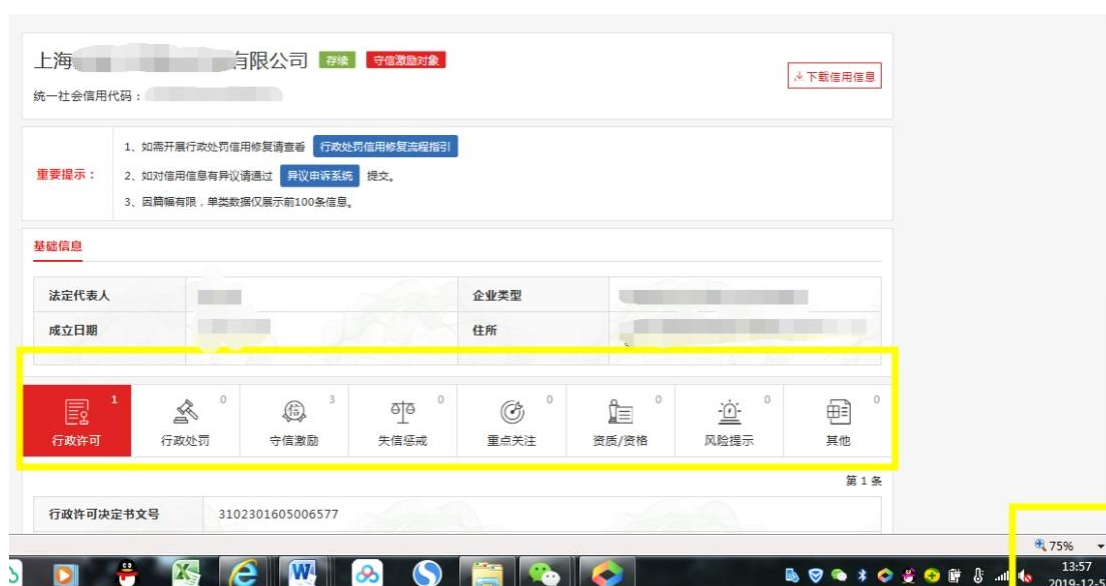 上海 有限公司 存续 守信激励对象
下载信用信息
统一社会信用代码：
重要提示：
1、如需开展行政处罚信用修复请查看 行政处罚信用修复流程指引
2、如对信用信息有异议请通过 异议申诉系统 提交。
3、因篇幅有限，单类数据仅展示前100条信息。
基础信息
法定代表人 企业类型
成立日期 住所
1 0 3 0 0 0 0 0
行政许可 行政处罚 守信激励 失信惩戒 重点关注 资质/资格 风险提示 其他
第 1 条
行政许可决定书文号 3102301605006577
75%
13:57
2019-12-5